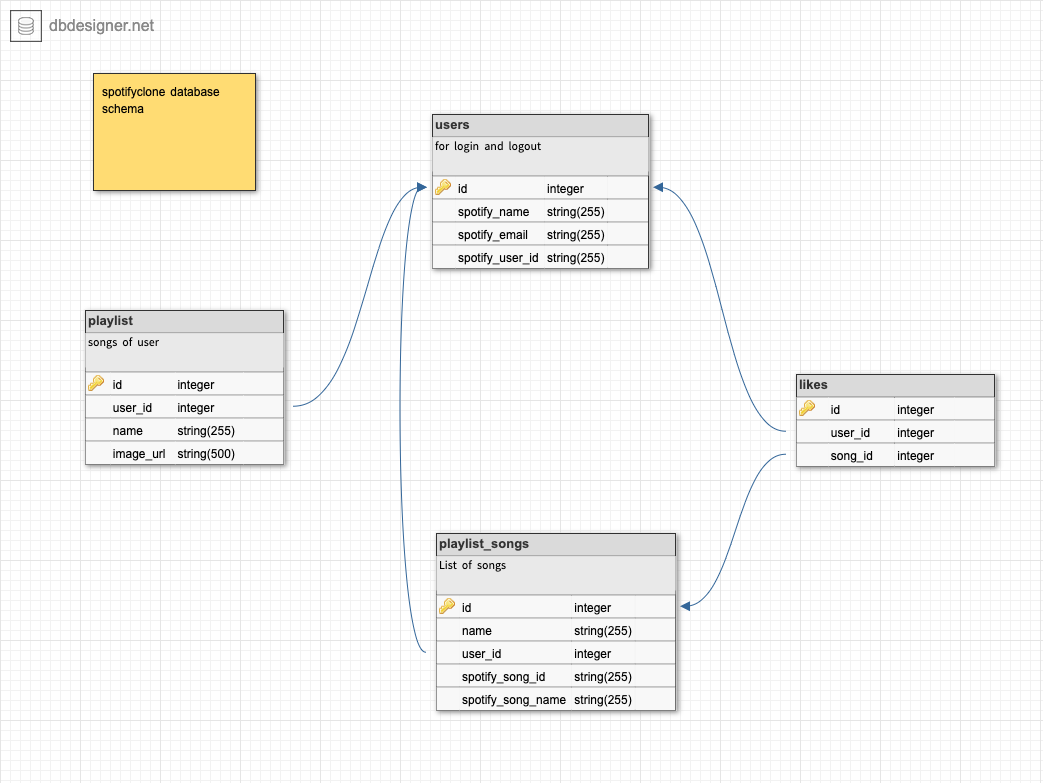 dbdesigner.net
spotifyclone database
schema
users
for login and logout
id integer
spotify_name string(255)
spotify_email string(255)
spotify_user_id string(255)
playlist
songs of user
id integer
user_id integer
name string(255)
image_url string(500)
likes
id integer
user_id integer
song_id integer
playlist_songs
List of songs
id integer
name string(255)
user_id integer
spotify_song_id string(255)
spotify_song_name string(255)